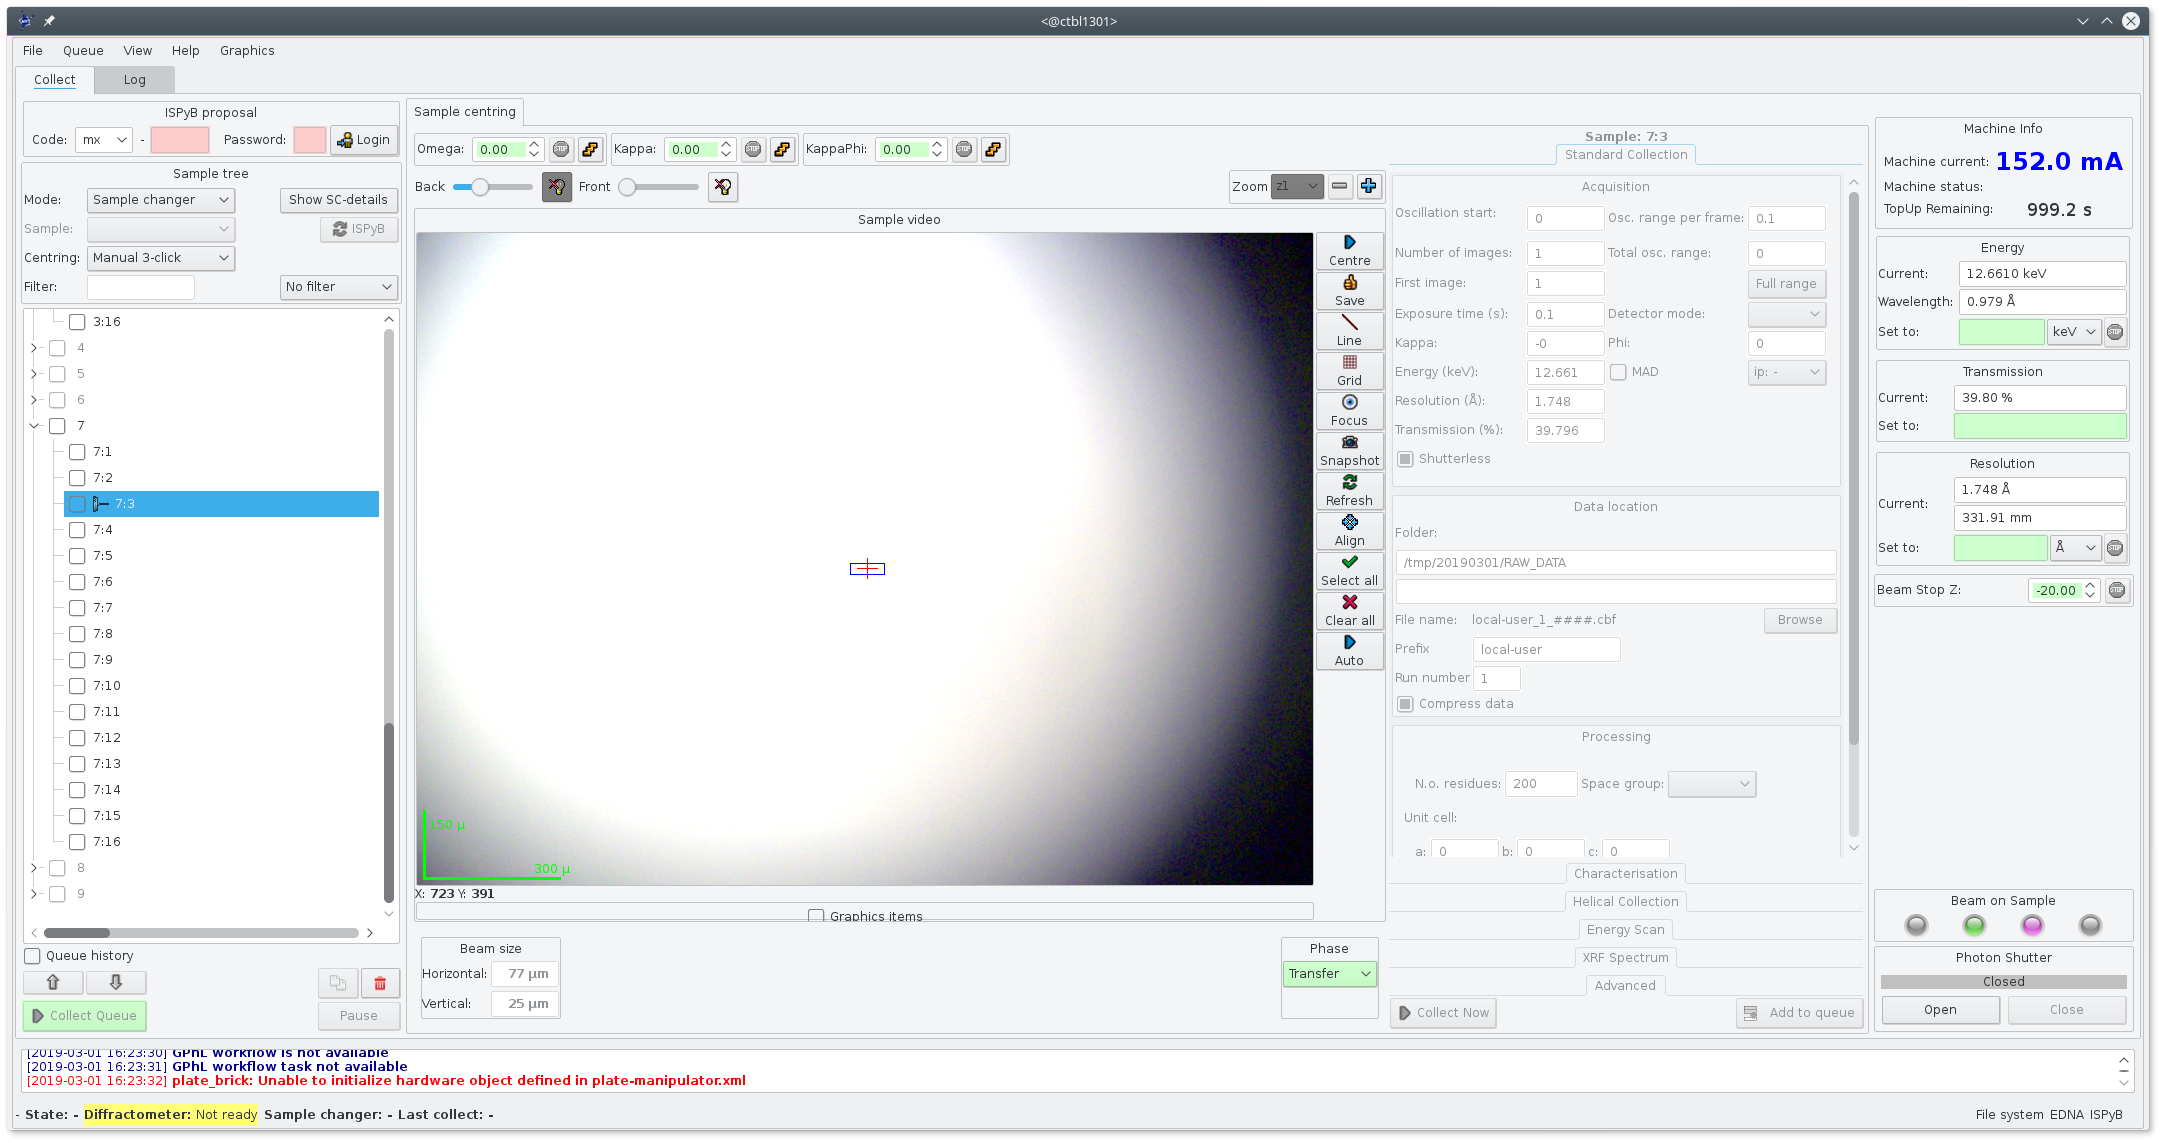 <@ctbl1301>
File Queue View Help Graphics
Collect Log
ISPyB proposal
Code: mx - Password: Login
Sample tree
Mode: Sample changer Show SC-details
Sample: ISPyB
Centring: Manual 3-click
Filter: No filter
3:16
4
5
6
7
7:1
7:2
7:3
7:4
7:5
7:6
7:7
7:8
7:9
7:10
7:11
7:12
7:13
7:14
7:15
7:16
8
9
Queue history
Collect Queue Pause
Sample centring
Omega: 0.00 STOP Kappa: 0.00 STOP KappaPhi: 0.00 STOP
Back Front Zoom z1
Sample video
150 µ
300 µ
X: 723 Y: 391
Graphics items
Centre
Save
Line
Grid
Focus
Snapshot
Refresh
Align
Select all
Clear all
Auto
Beam size
Horizontal: 77 µm
Vertical: 25 µm
Phase
Transfer
Sample: 7:3
Standard Collection
Acquisition
Oscillation start: 0 Osc. range per frame: 0.1
Number of images: 1 Total osc. range: 0
First image: 1 Full range
Exposure time (s): 0.1 Detector mode:
Kappa: -0 Phi: 0
Energy (keV): 12.661 MAD ip: -
Resolution (Å): 1.748
Transmission (%): 39.796
Shutterless
Data location
Folder:
/tmp/20190301/RAW_DATA
File name: local-user_1_####.cbf Browse
Prefix local-user
Run number 1
Compress data
Processing
N.o. residues: 200 Space group:
Unit cell:
a: 0 b: 0 c: 0
Characterisation
Helical Collection
Energy Scan
XRF Spectrum
Advanced
Collect Now Add to queue
Machine Info
Machine current: 152.0 mA
Machine status:
TopUp Remaining: 999.2 s
Energy
Current: 12.6610 keV
Wavelength: 0.979 Å
Set to: keV STOP
Transmission
Current: 39.80 %
Set to:
Resolution
Current: 1.748 Å
331.91 mm
Set to: Å STOP
Beam Stop Z: -20.00 STOP
Beam on Sample
Photon Shutter
Closed
Open Close
[2019-03-01 16:23:30] GPhL workflow is not available
[2019-03-01 16:23:31] GPhL workflow task not available
[2019-03-01 16:23:32] plate_brick: Unable to initialize hardware object defined in plate-manipulator.xml
- State: - Diffractometer: Not ready Sample changer: - Last collect: - File system EDNA ISPyB